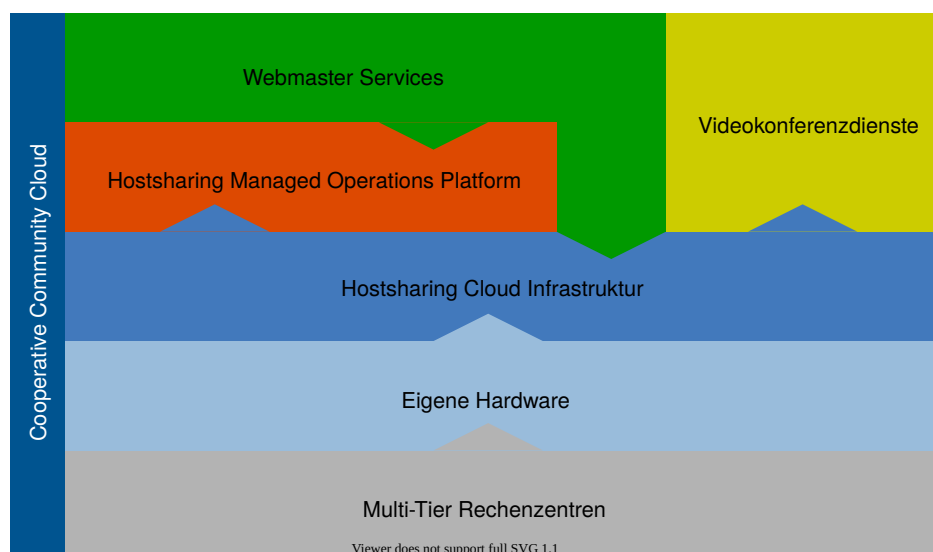 Cooperative Community Cloud
Webmaster Services
Videokonferenzdienste
Hostsharing Managed Operations Platform
Hostsharing Cloud Infrastruktur
Eigene Hardware
Multi-Tier Rechenzentren
Viewer does not support full SVG 1.1